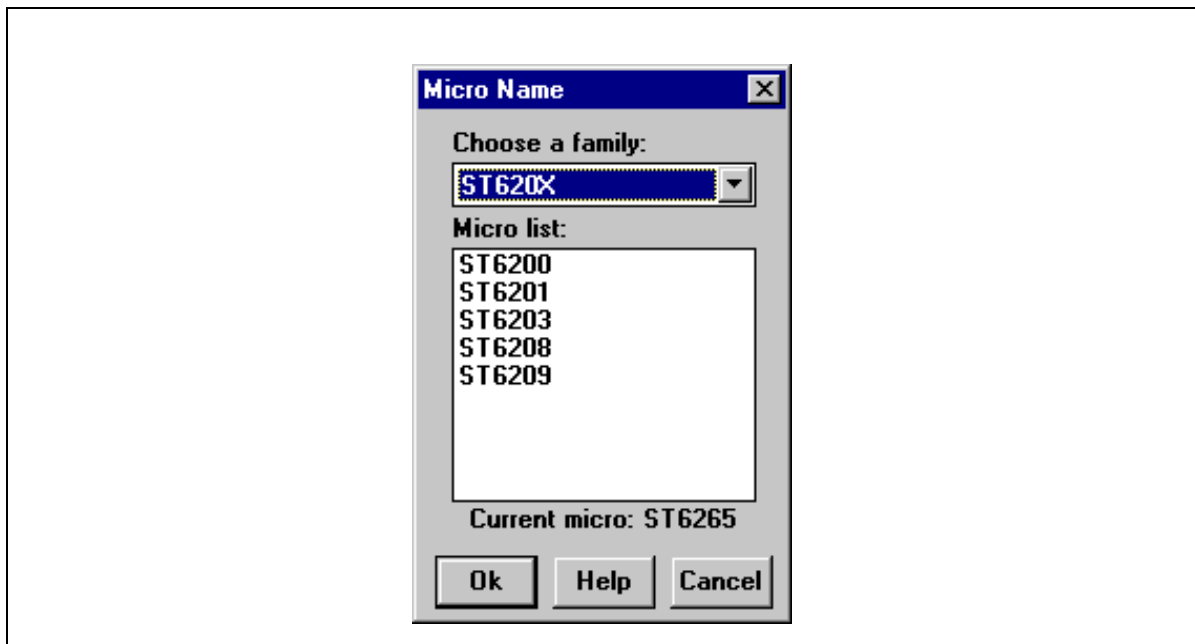 Micro Name
Choose a family:
ST620X
Micro list:
ST6200
ST6201
ST6203
ST6208
ST6209
Current micro: ST6265
Ok Help Cancel